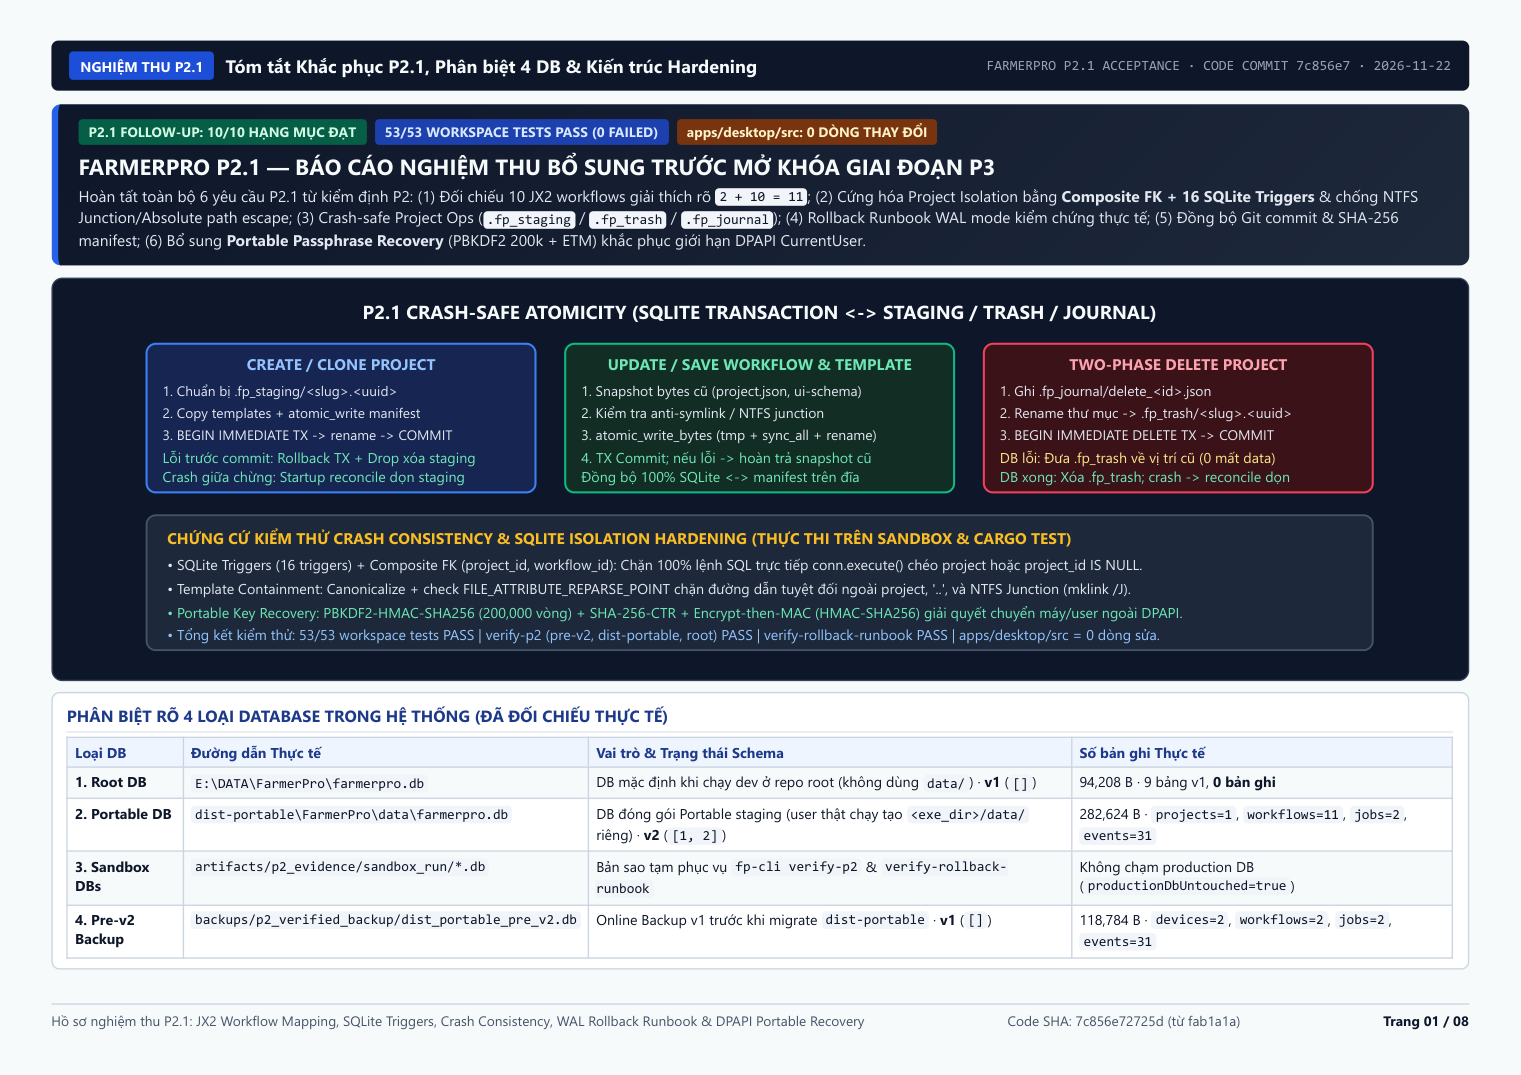 NGHIỆM THU P2.1 Tóm tắt Khắc phục P2.1, Phân biệt 4 DB & Kiến trúc Hardening FARMERPRO P2.1 ACCEPTANCE · CODE COMMIT 7c856e7 · 2026-11-22
P2.1 FOLLOW-UP: 10/10 HẠNG MỤC ĐẠT 53/53 WORKSPACE TESTS PASS (0 FAILED) apps/desktop/src: 0 DÒNG THAY ĐỔI
FARMERPRO P2.1 — BÁO CÁO NGHIỆM THU BỔ SUNG TRƯỚC MỞ KHÓA GIAI ĐOẠN P3
Hoàn tất toàn bộ 6 yêu cầu P2.1 từ kiểm định P2: (1) Đối chiếu 10 JX2 workflows giải thích rõ 2 + 10 = 11; (2) Cứng hóa Project Isolation bằng Composite FK + 16 SQLite Triggers & chống NTFS
Junction/Absolute path escape; (3) Crash-safe Project Ops (.fp_staging / .fp_trash / .fp_journal); (4) Rollback Runbook WAL mode kiểm chứng thực tế; (5) Đồng bộ Git commit & SHA-256
manifest; (6) Bổ sung Portable Passphrase Recovery (PBKDF2 200k + ETM) khắc phục giới hạn DPAPI CurrentUser.
P2.1 CRASH-SAFE ATOMICITY (SQLITE TRANSACTION <-> STAGING / TRASH / JOURNAL)
CREATE / CLONE PROJECT
1. Chuẩn bị .fp_staging/<slug>.<uuid>
2. Copy templates + atomic_write manifest
3. BEGIN IMMEDIATE TX -> rename -> COMMIT
Lỗi trước commit: Rollback TX + Drop xóa staging
Crash giữa chừng: Startup reconcile dọn staging
UPDATE / SAVE WORKFLOW & TEMPLATE
1. Snapshot bytes cũ (project.json, ui-schema)
2. Kiểm tra anti-symlink / NTFS junction
3. atomic_write_bytes (tmp + sync_all + rename)
4. TX Commit; nếu lỗi -> hoàn trả snapshot cũ
Đồng bộ 100% SQLite <-> manifest trên đĩa
TWO-PHASE DELETE PROJECT
1. Ghi .fp_journal/delete_<id>.json
2. Rename thư mục -> .fp_trash/<slug>.<uuid>
3. BEGIN IMMEDIATE DELETE TX -> COMMIT
DB lỗi: Đưa .fp_trash về vị trí cũ (0 mất data)
DB xong: Xóa .fp_trash; crash -> reconcile dọn
CHỨNG CỨ KIỂM THỬ CRASH CONSISTENCY & SQLITE ISOLATION HARDENING (THỰC THI TRÊN SANDBOX & CARGO TEST)
• SQLite Triggers (16 triggers) + Composite FK (project_id, workflow_id): Chặn 100% lệnh SQL trực tiếp conn.execute() chéo project hoặc project_id IS NULL.
• Template Containment: Canonicalize + check FILE_ATTRIBUTE_REPARSE_POINT chặn đường dẫn tuyệt đối ngoài project, '..', và NTFS Junction (mklink /J).
• Portable Key Recovery: PBKDF2-HMAC-SHA256 (200,000 vòng) + SHA-256-CTR + Encrypt-then-MAC (HMAC-SHA256) giải quyết chuyển máy/user ngoài DPAPI.
• Tổng kết kiểm thử: 53/53 workspace tests PASS | verify-p2 (pre-v2, dist-portable, root) PASS | verify-rollback-runbook PASS | apps/desktop/src = 0 dòng sửa.
PHÂN BIỆT RÕ 4 LOẠI DATABASE TRONG HỆ THỐNG (ĐÃ ĐỐI CHIẾU THỰC TẾ)
Loại DB Đường dẫn Thực tế Vai trò & Trạng thái Schema Số bản ghi Thực tế
1. Root DB E:\DATA\FarmerPro\farmerpro.db DB mặc định khi chạy dev ở repo root (không dùng data/) · v1 ([]) 94,208 B · 9 bảng v1, 0 bản ghi
2. Portable DB dist-portable\FarmerPro\data\farmerpro.db DB đóng gói Portable staging (user thật chạy tạo <exe_dir>/data/
riêng) · v2 ([1, 2]) 282,624 B · projects=1, workflows=11, jobs=2,
events=31
3. Sandbox
DBs artifacts/p2_evidence/sandbox_run/*.db Bản sao tạm phục vụ fp-cli verify-p2 & verify-rollback-
runbook Không chạm production DB
(productionDbUntouched=true)
4. Pre-v2
Backup backups/p2_verified_backup/dist_portable_pre_v2.db Online Backup v1 trước khi migrate dist-portable · v1 ([]) 118,784 B · devices=2, workflows=2, jobs=2,
events=31
Hồ sơ nghiệm thu P2.1: JX2 Workflow Mapping, SQLite Triggers, Crash Consistency, WAL Rollback Runbook & DPAPI Portable Recovery Code SHA: 7c856e72725d (từ fab1a1a) Trang 01 / 08